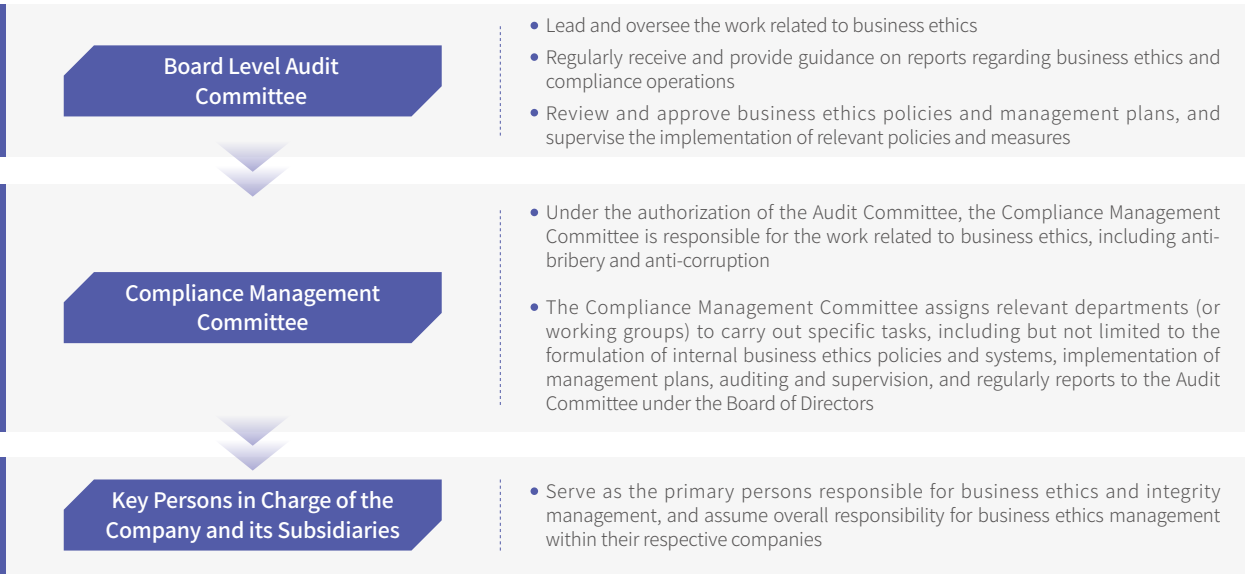 Board Level Audit
Committee
• Lead and oversee the work related to business ethics
• Regularly receive and provide guidance on reports regarding business ethics and
compliance operations
• Review and approve business ethics policies and management plans, and
supervise the implementation of relevant policies and measures
Compliance Management
Committee
• Under the authorization of the Audit Committee, the Compliance Management
Committee is responsible for the work related to business ethics, including anti-
bribery and anti-corruption
• The Compliance Management Committee assigns relevant departments (or
working groups) to carry out specific tasks, including but not limited to the
formulation of internal business ethics policies and systems, implementation of
management plans, auditing and supervision, and regularly reports to the Audit
Committee under the Board of Directors
Key Persons in Charge of the
Company and its Subsidiaries
• Serve as the primary persons responsible for business ethics and integrity
management, and assume overall responsibility for business ethics management
within their respective companies